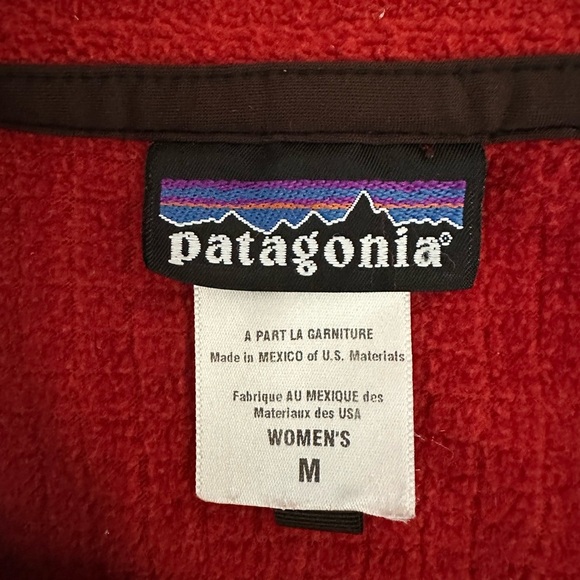 patagonia®
A PART LA GARNITURE
Made in MEXICO of U.S. Materials
Fabrique AU MEXIQUE des
Materiaux des USA
WOMEN'S
M